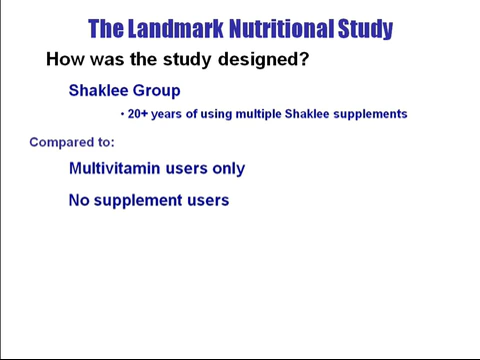 The Landmark Nutritional Study
How was the study designed?
Shaklee Group
• 20+ years of using multiple Shaklee supplements
Compared to:
Multivitamin users only
No supplement users